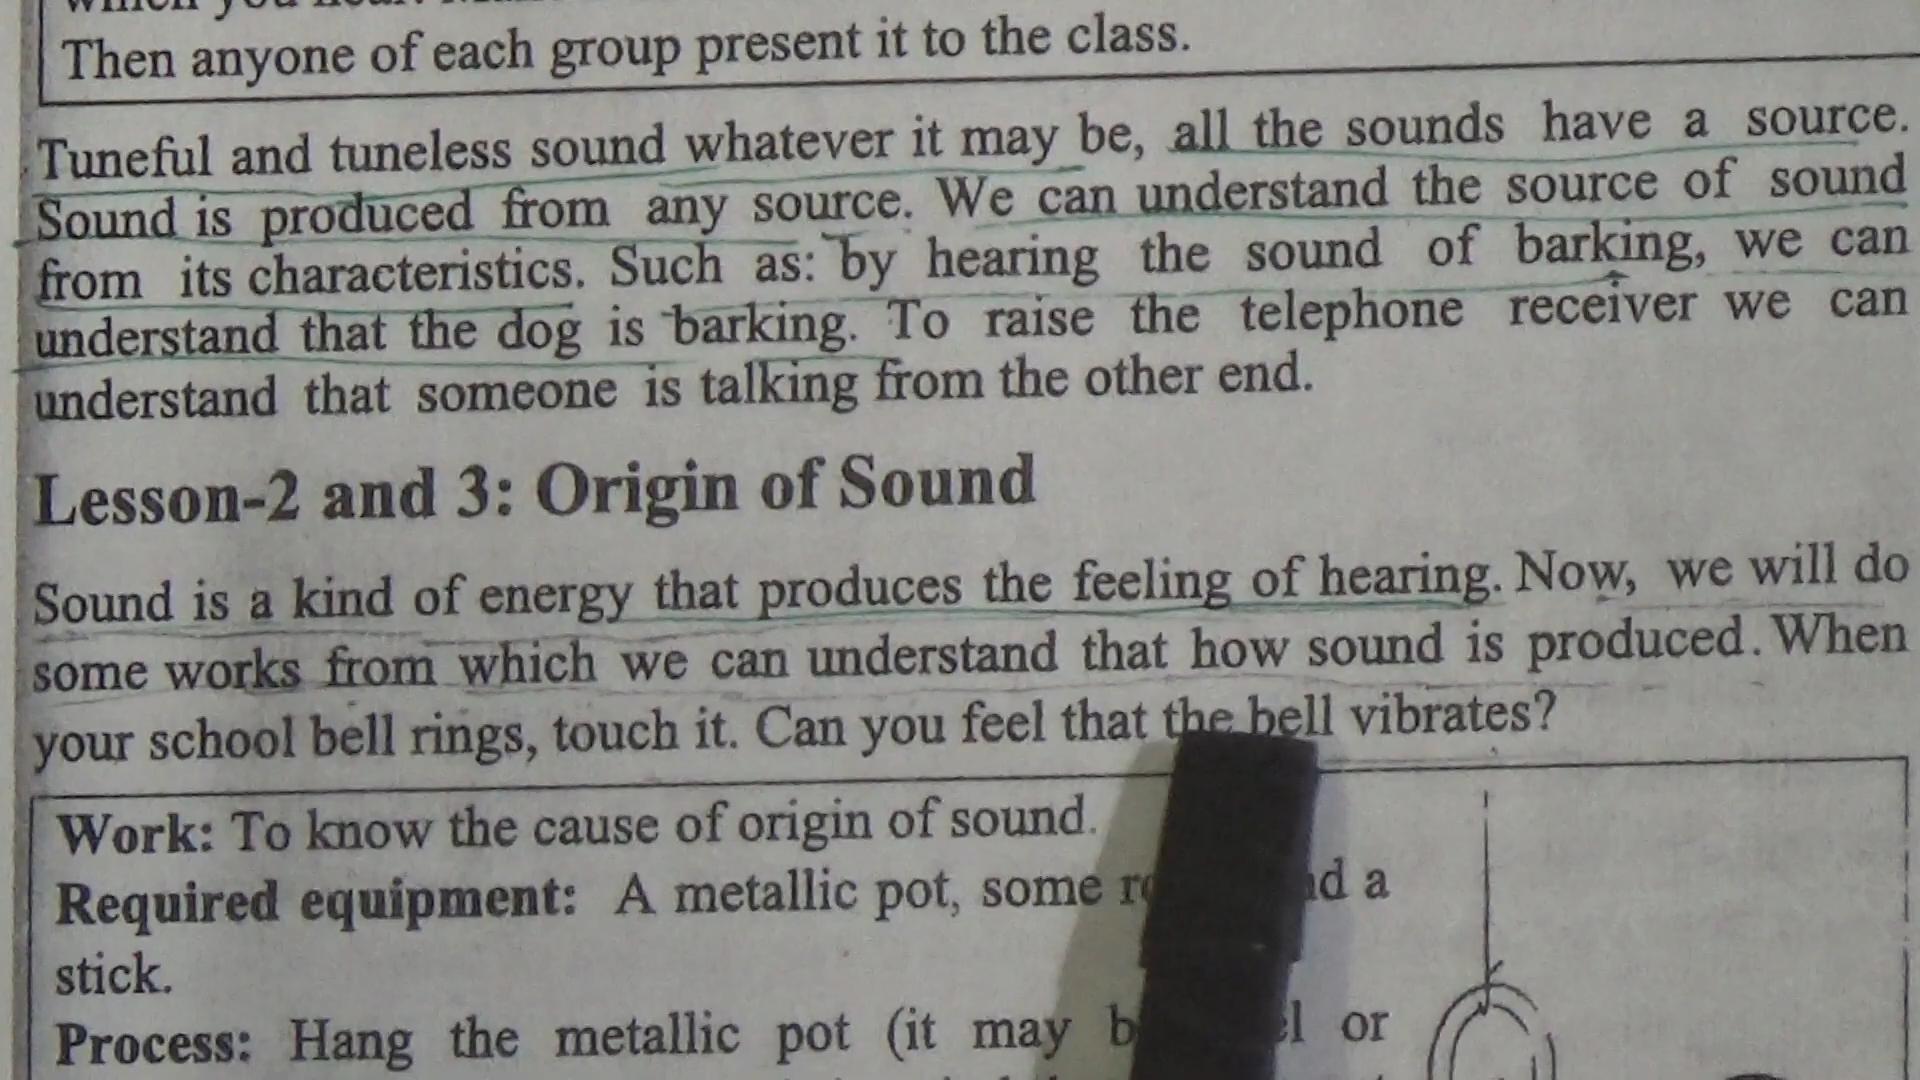 which you hear.
Then anyone of each group present it to the class.
Tuneful and tuneless sound whatever it may be, all the sounds have a source.
Sound is produced from any source. We can understand the source of sound
from its characteristics. Such as: by hearing the sound of barking, we can
understand that the dog is barking. To raise the telephone receiver we can
understand that someone is talking from the other end.
Lesson-2 and 3: Origin of Sound
Sound is a kind of energy that produces the feeling of hearing. Now, we will do
some works from which we can understand that how sound is produced. When
your school bell rings, touch it. Can you feel that the bell vibrates?
Work: To know the cause of origin of sound.
Required equipment: A metallic pot, some a
stick.
Process: Hang the metallic pot (it may or